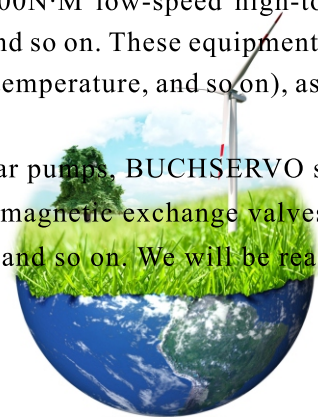 00N·M low-speed high-to
nd so on. These equipment
emperature, and so on), as
ar pumps, BUCHSERVO s
magnetic exchange valves
and so on. We will be rea